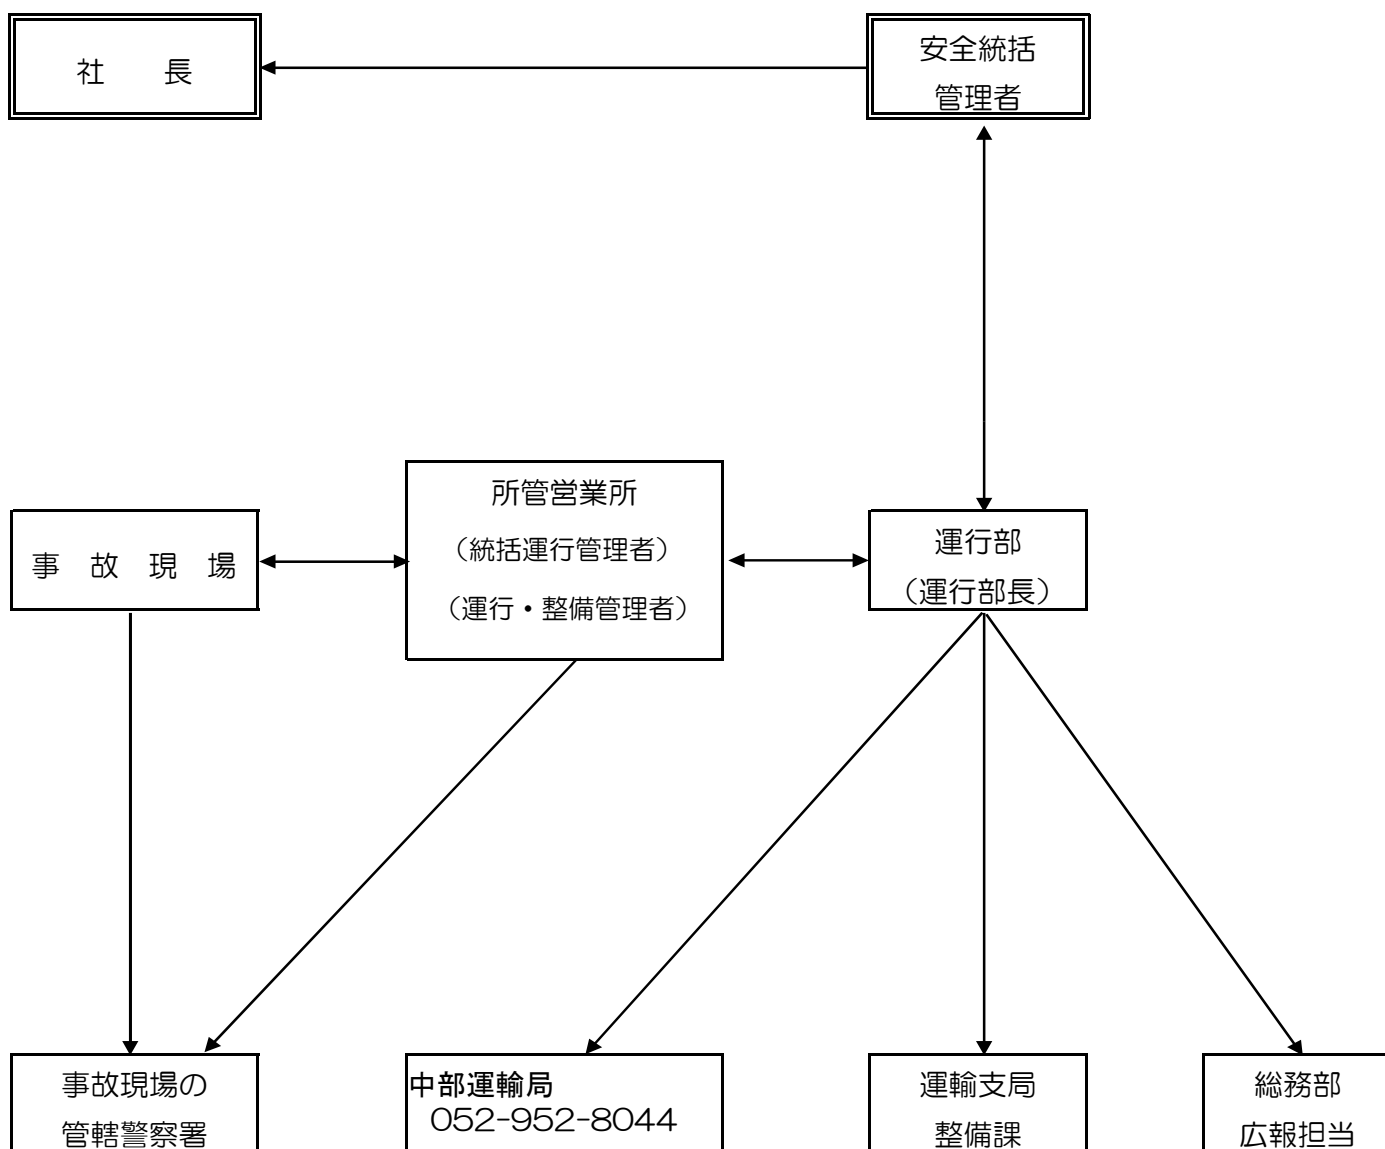 社　　長
安全統括
管理者
所管営業所
（統括運行管理者）
（運行・整備管理者）
事　故　現　場
運行部
（運行部長）
事故現場の
管轄警察署
中部運輸局
052-952-8044
運輸支局
整備課
総務部
広報担当